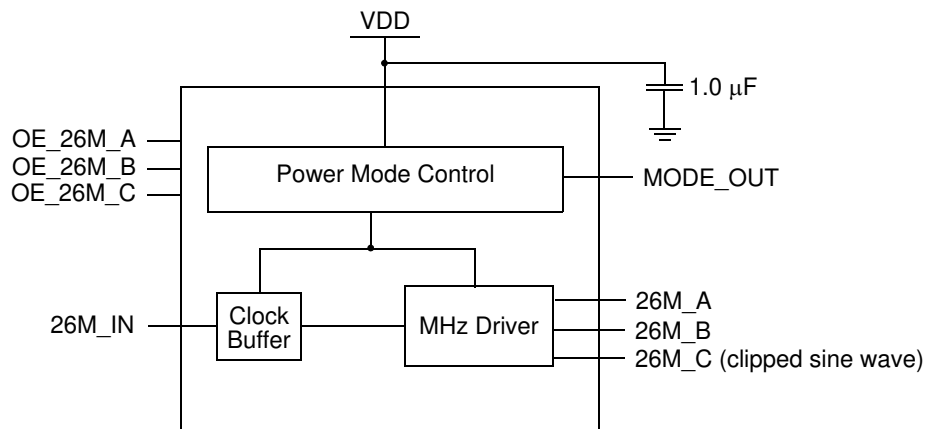 VDD
1.0 μF
OE_26M_A
OE_26M_B
OE_26M_C
Power Mode Control
MODE_OUT
26M_IN
Clock
Buffer
MHz Driver
26M_A
26M_B
26M_C (clipped sine wave)